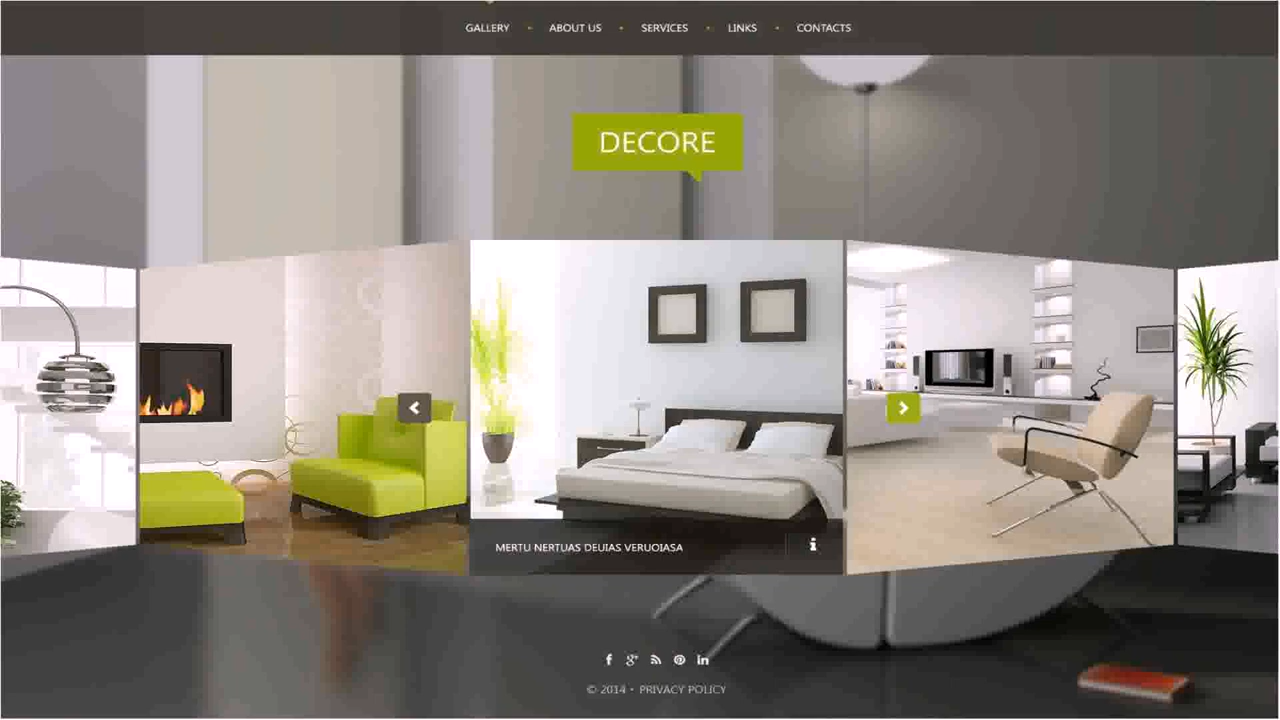 GALLERY • ABOUT US • SERVICES • LINKS • CONTACTS
DECORE
MERTU NERTUAS DEUIAS VERUOIASA
© 2014 • PRIVACY POLICY